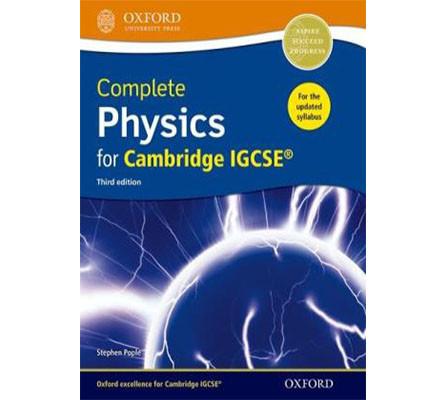 OXFORD
UNIVERSITY PRESS
ASPIRE
SUCCEED
PROGRESS
Complete
Physics
for Cambridge IGCSE®
Third edition
For the
updated
syllabus
Stephen Pople
Oxford excellence for Cambridge IGCSE®
OXFORD